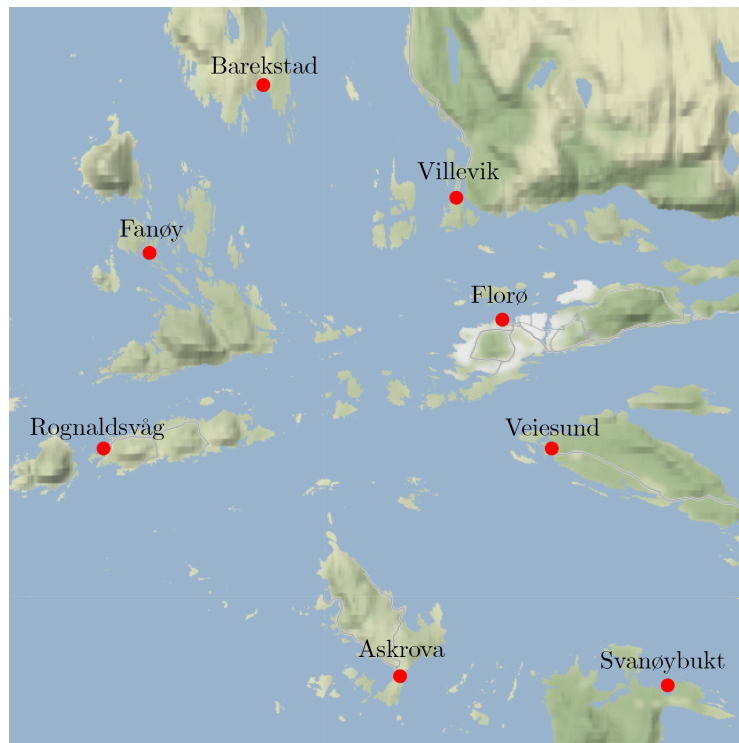 Barekstad
Villevik
Fanøy
Florø
Rognaldsvåg
Veiesund
Askrova
Svanøybukt